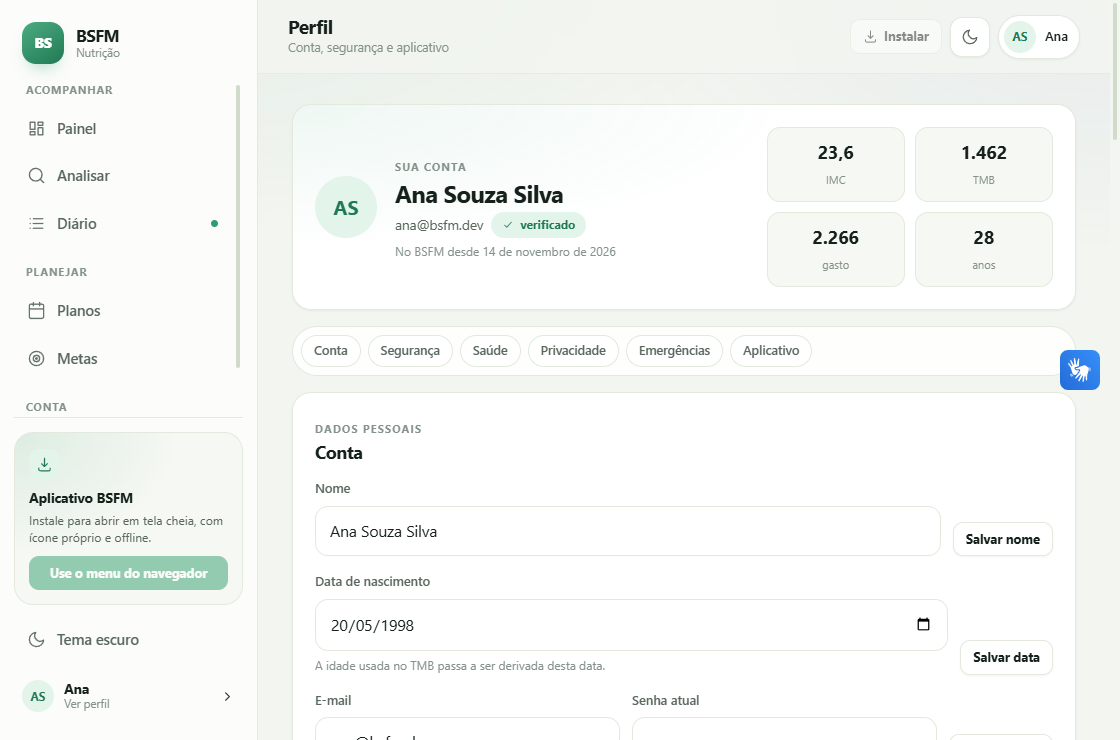 BS
BSFM
Nutrição
ACOMPANHAR
Painel
Analisar
Diário
PLANEJAR
Planos
Metas
CONTA
Aplicativo BSFM
Instale para abrir em tela cheia, com
ícone próprio e offline.
Use o menu do navegador
Tema escuro
AS
Ana
Ver perfil
Perfil
Conta, segurança e aplicativo
Instalar
AS
Ana
AS
SUA CONTA
Ana Souza Silva
ana@bsfm.dev
verificado
No BSFM desde 14 de novembro de 2026
23,6
IMC
1.462
TMB
2.266
gasto
28
anos
Conta
Segurança
Saúde
Privacidade
Emergências
Aplicativo
DADOS PESSOAIS
Conta
Nome
Ana Souza Silva
Salvar nome
Data de nascimento
20/05/1998
A idade usada no TMB passa a ser derivada desta data.
Salvar data
E-mail
Senha atual